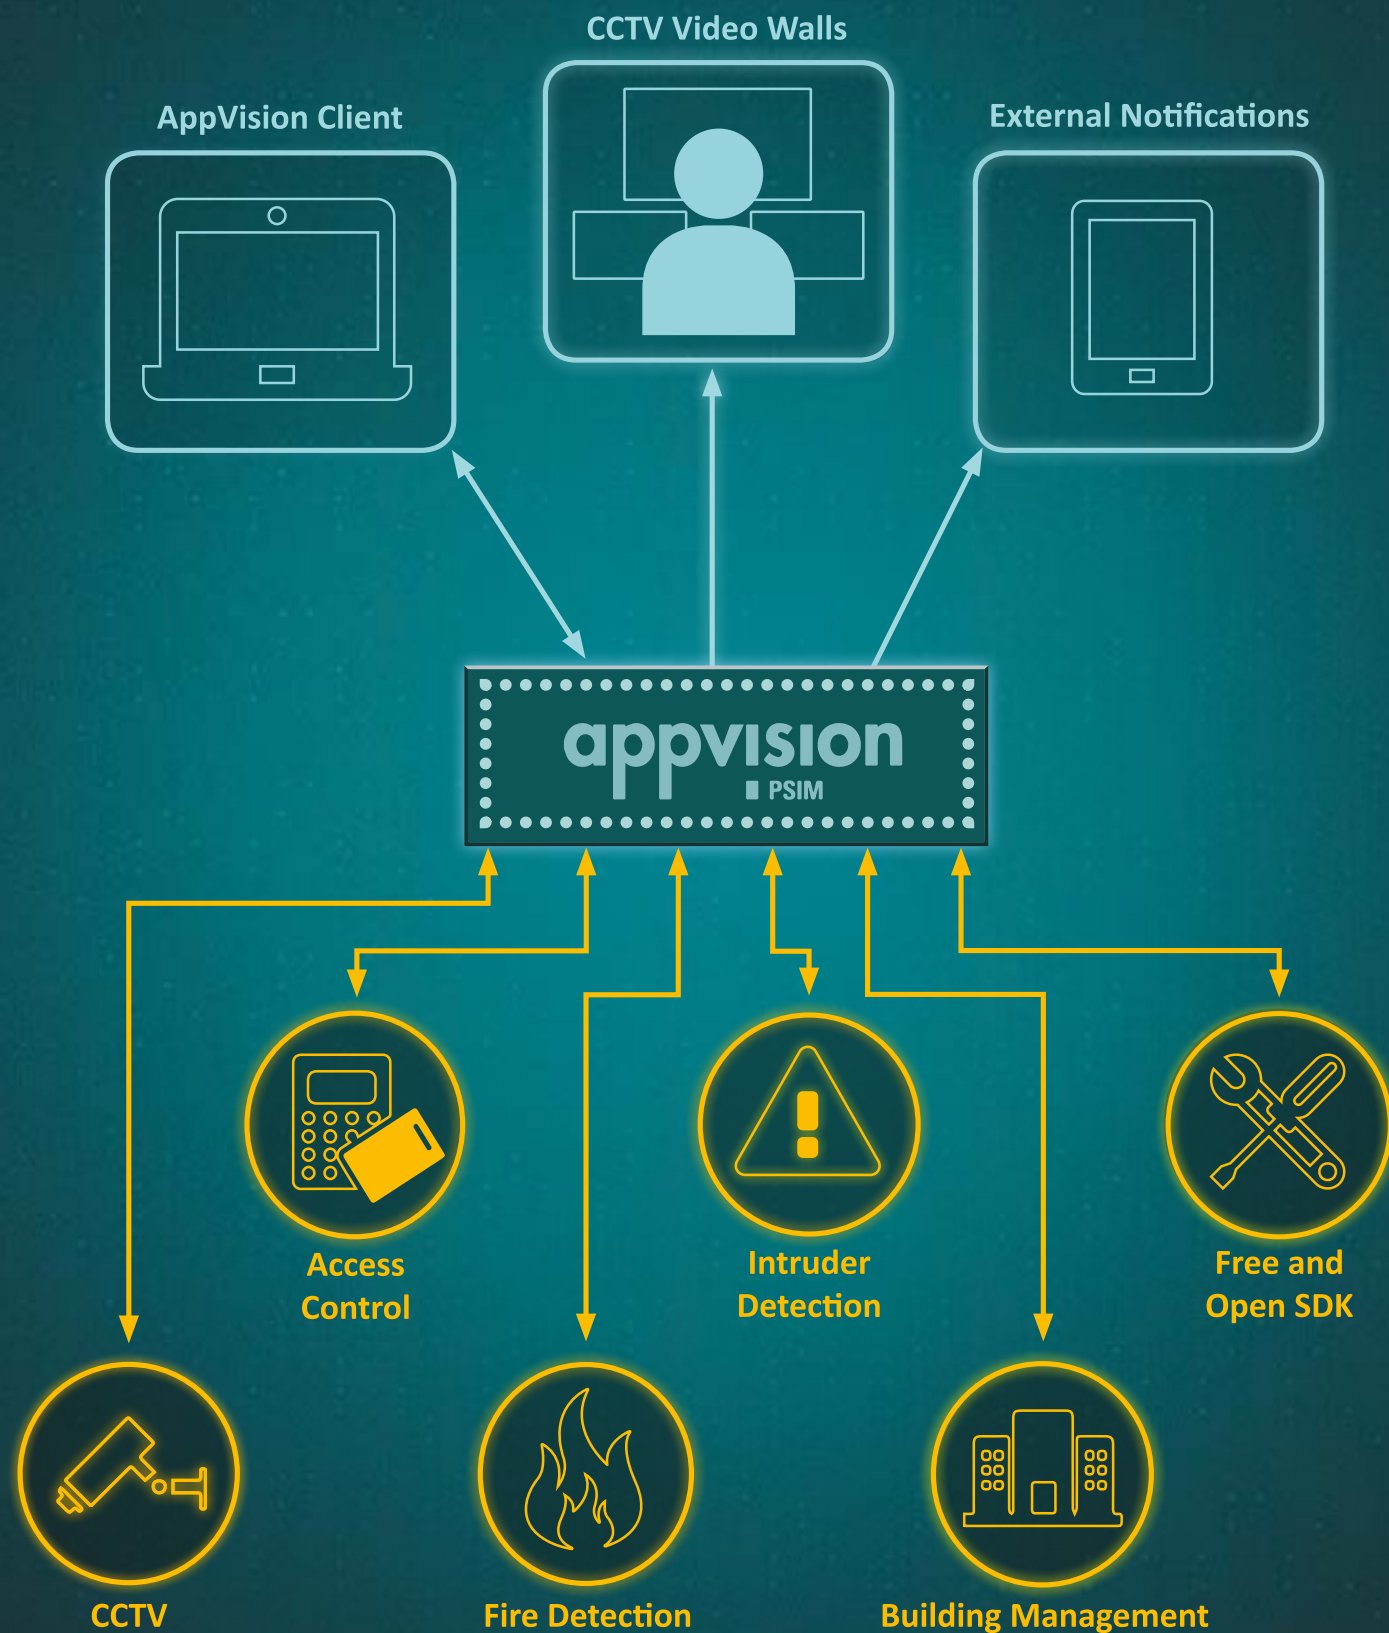 CCTV Video Walls
AppVision Client
External Notifications
appvision
PSIM
Access
Control
Intruder
Detection
Free and
Open SDK
CCTV
Fire Detection
Building Management